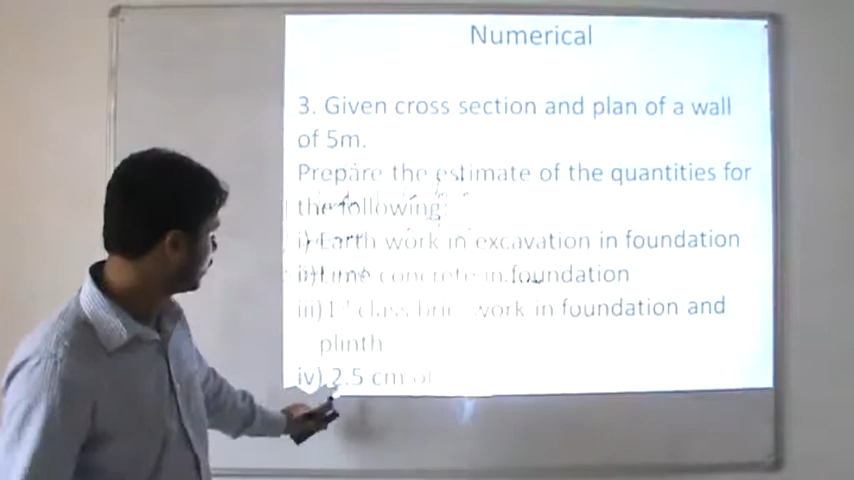 Numerical
3. Given cross section and plan of a wall
of 5m.
Prepare the estimate of the quantities for
the following:
i) Earth work in excavation in foundation
ii) Lime concrete in foundation
iii) class work in foundation and
plinth
iv) 2.5 cm